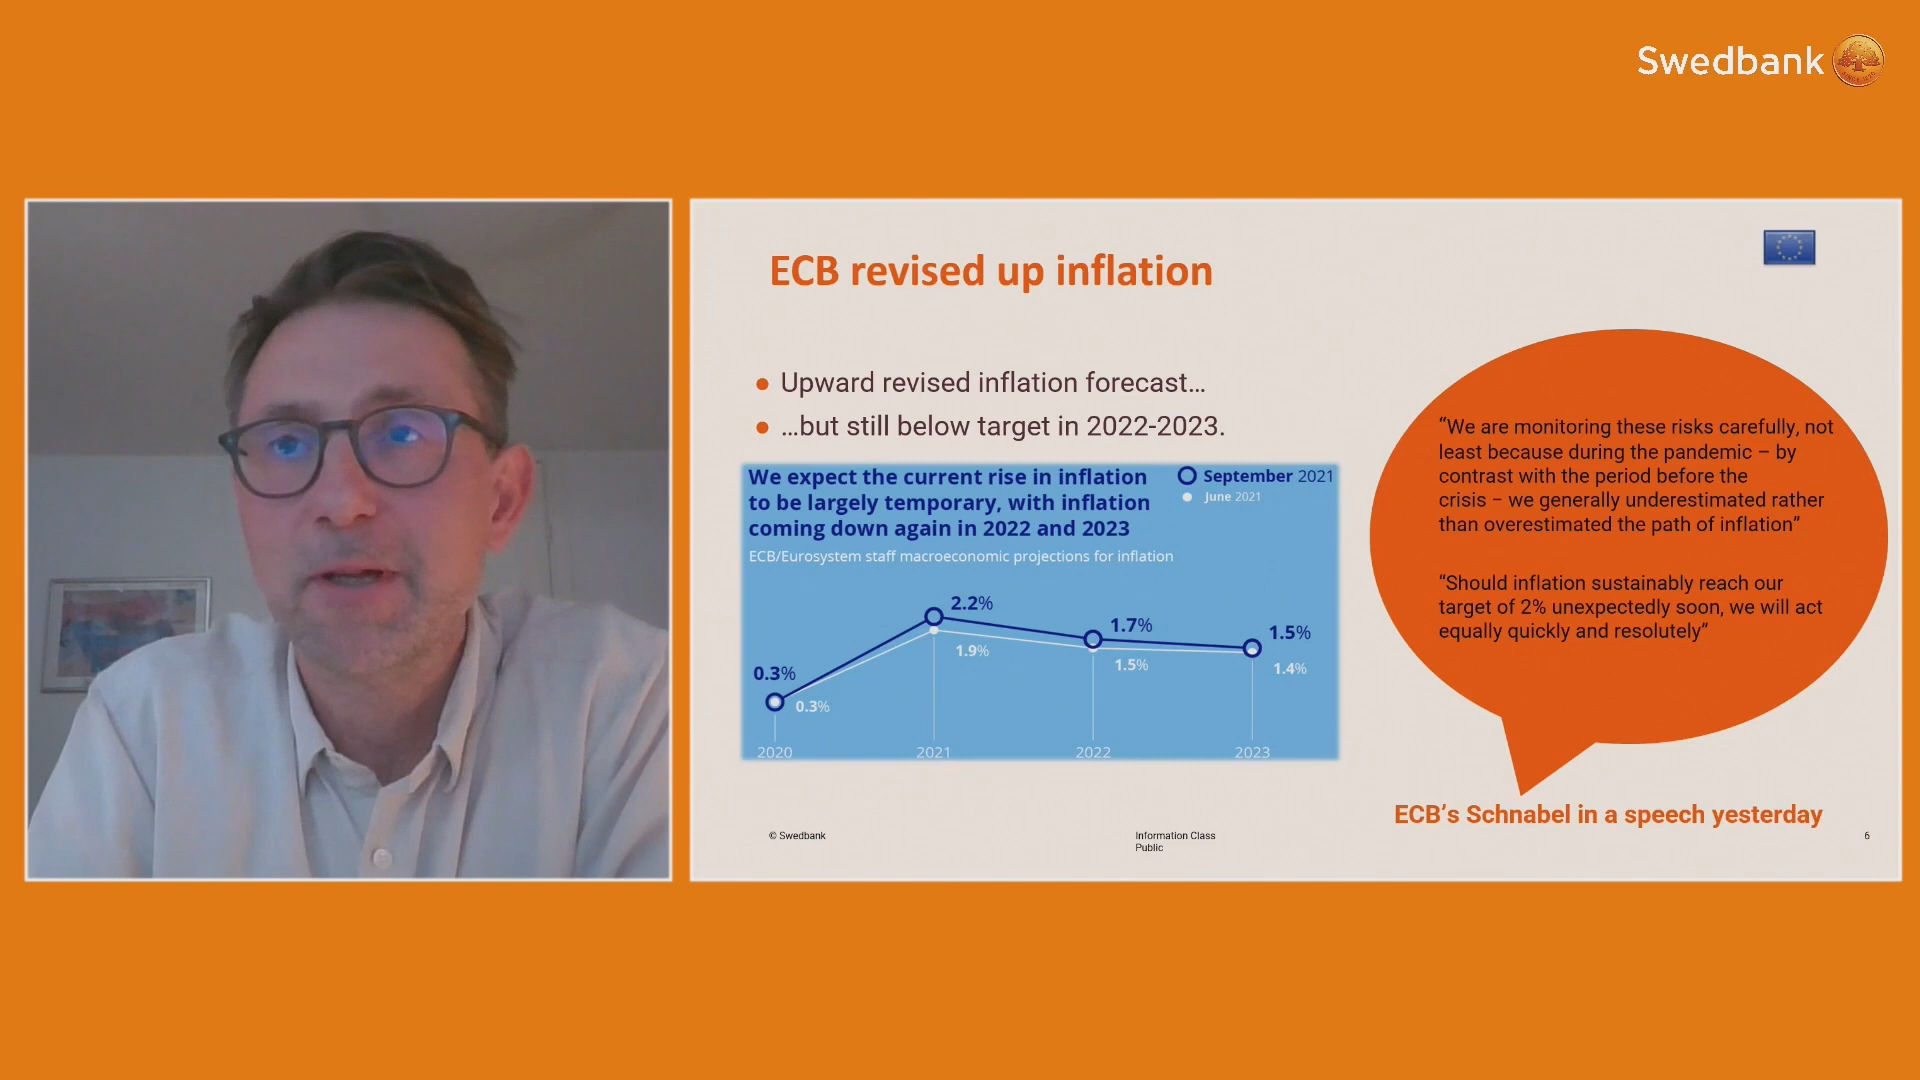 Swedbank
ECB revised up inflation
• Upward revised inflation forecast…
• …but still below target in 2022-2023.
We expect the current rise in inflation
to be largely temporary, with inflation
coming down again in 2022 and 2023
September 2021
June 2021
ECB/Eurosystem staff macroeconomic projections for inflation
0.3%
2.2%
1.7%
1.5%
0.3%
1.9%
1.5%
1.4%
2020
2021
2022
2023
“We are monitoring these risks carefully, not
least because during the pandemic – by
contrast with the period before the
crisis – we generally underestimated rather
than overestimated the path of inflation”
“Should inflation sustainably reach our
target of 2% unexpectedly soon, we will act
equally quickly and resolutely”
ECB’s Schnabel in a speech yesterday
© Swedbank
Information Class
Public
6